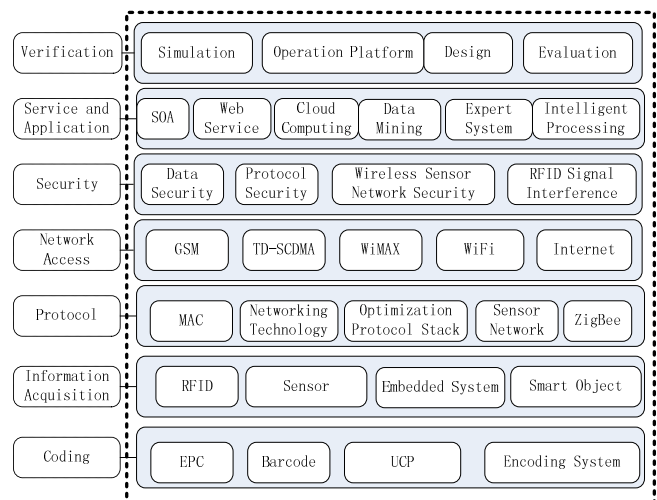 Verification
Simulation
Operation Platform
Design
Evaluation
Service and
Application
SOA
Web
Service
Cloud
Computing
Data
Mining
Expert
System
Intelligent
Processing
Security
Data
Security
Protocol
Security
Wireless Sensor
Network Security
RFID Signal
Interference
Network
Access
GSM
TD-SCDMA
WiMAX
WiFi
Internet
Protocol
MAC
Networking
Technology
Optimization
Protocol Stack
Sensor
Network
ZigBee
Information
Acquisition
RFID
Sensor
Embedded System
Smart Object
Coding
EPC
Barcode
UCP
Encoding System